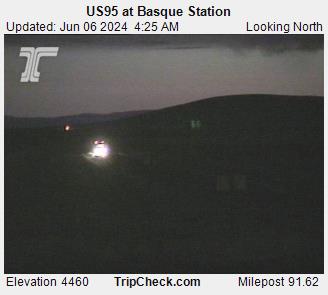 US95 at Basque Station
Updated: Jun 06 2024 4:25 AM Looking North
Elevation 4460 TripCheck.com Milepost 91.62